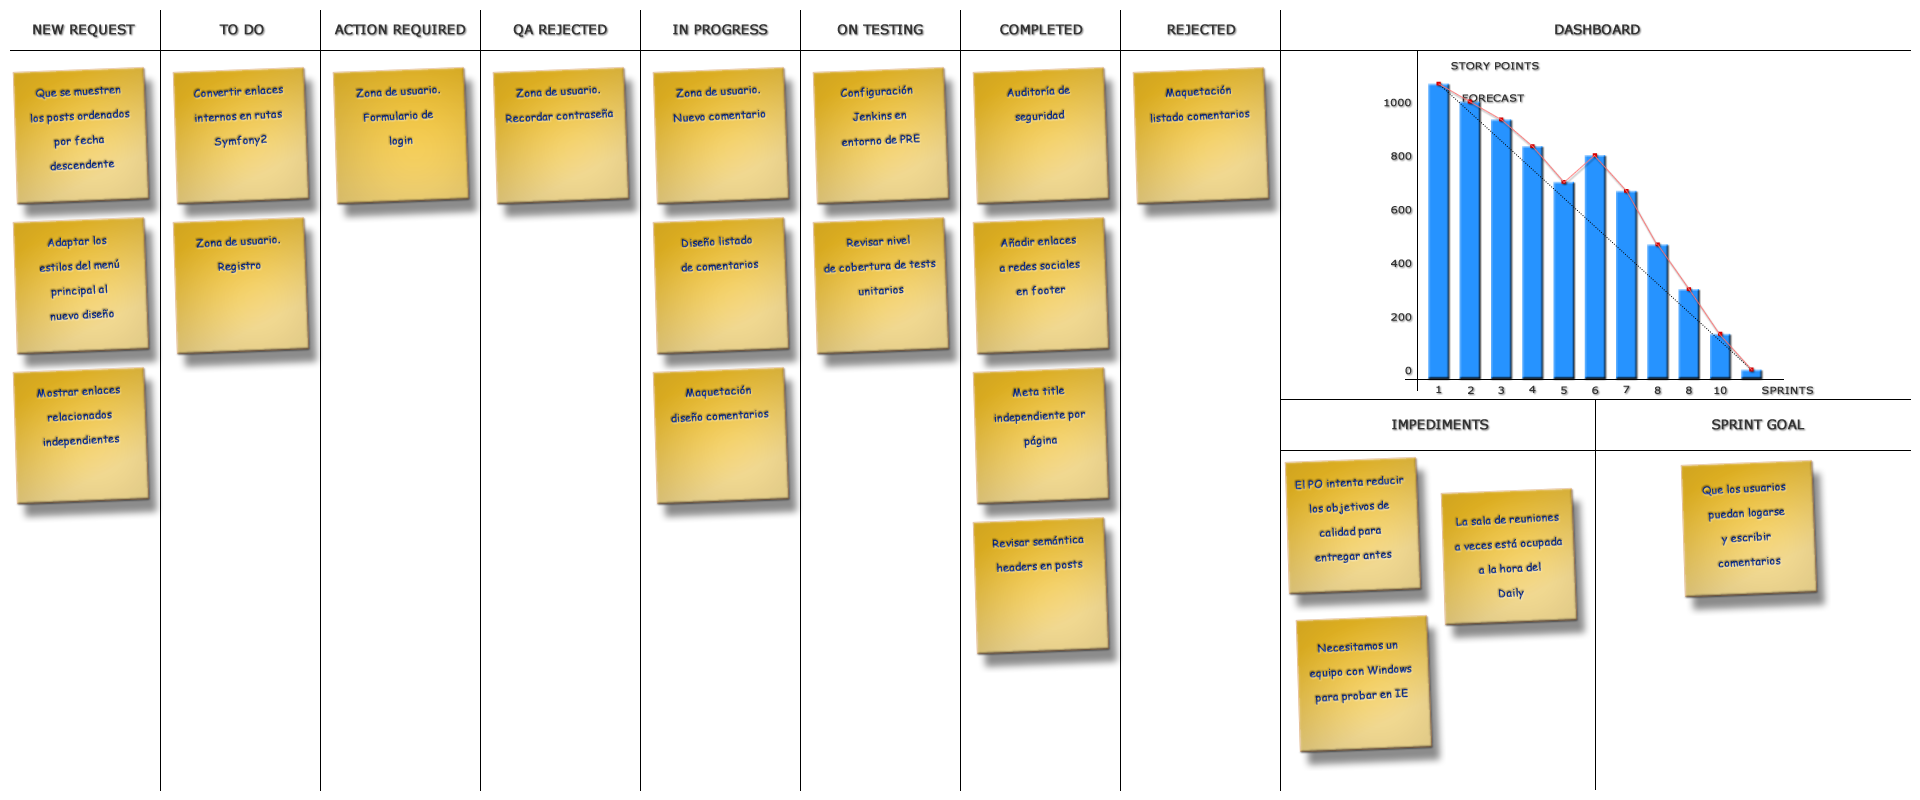 NEW REQUEST
TO DO
ACTION REQUIRED
QA REJECTED
IN PROGRESS
ON TESTING
COMPLETED
REJECTED
DASHBOARD
Que se muestren
los posts ordenados
por fecha
descendente
Adaptar los
estilos del menú
principal al
nuevo diseño
Mostrar enlaces
relacionados
independientes
Convertir enlaces
internos en rutas
Symfony2
Zona de usuario.
Registro
Zona de usuario.
Formulario de
login
Zona de usuario.
Recordar contraseña
Zona de usuario.
Nuevo comentario
Diseño listado
de comentarios
Maquetación
diseño comentarios
Configuración
Jenkins en
entorno de PRE
Revisar nivel
de cobertura de tests
unitarios
Auditoría de
seguridad
Añadir enlaces
a redes sociales
en footer
Meta title
independiente por
página
Revisar semántica
headers en posts
Maquetación
listado comentarios
STORY POINTS
FORECAST
1000
800
600
400
200
0
1 2 3 4 5 6 7 8 8 10 SPRINTS
IMPEDIMENTS
El PO intenta reducir
los objetivos de
calidad para
entregar antes
La sala de reuniones
a veces está ocupada
a la hora del
Daily
Necesitamos un
equipo con Windows
para probar en IE
SPRINT GOAL
Que los usuarios
puedan logarse
y escribir
comentarios